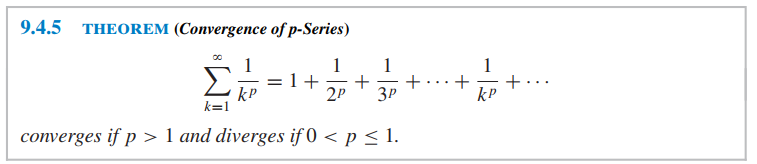 9.4.5 THEOREM (Convergence of p-Series)
∞
∑ 1/k^p = 1 + 1/2^p + 1/3^p + ··· + 1/k^p + ···
k=1
converges if p > 1 and diverges if 0 < p ≤ 1.